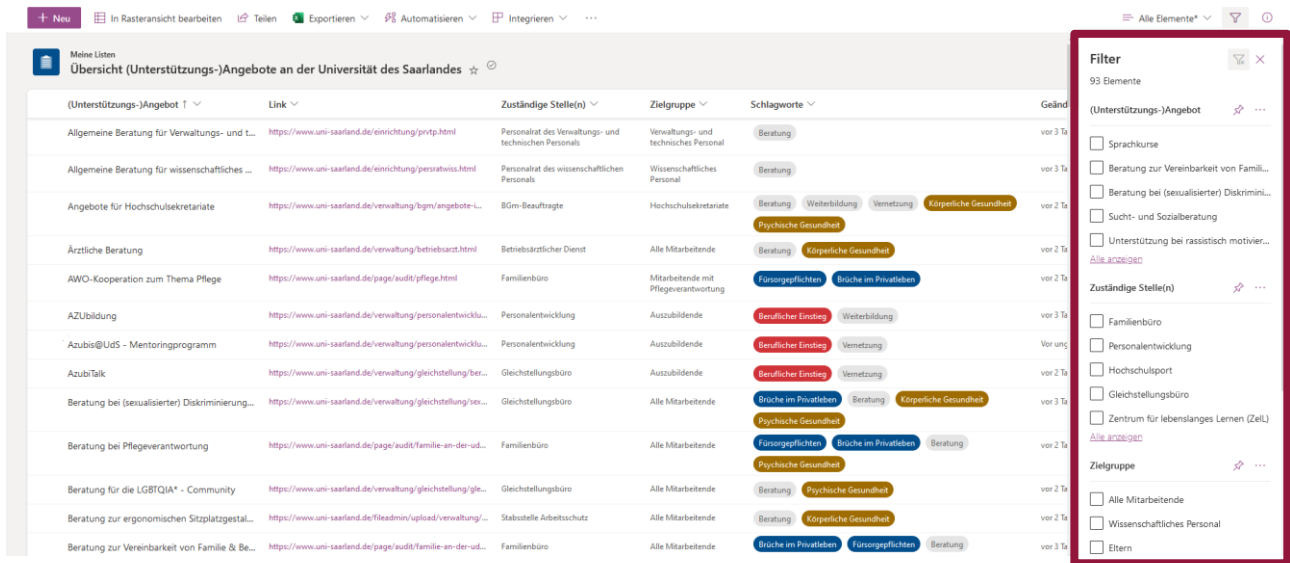 Neu In Rasteransicht bearbeiten Teilen Exportieren Automatisieren Integrieren ... Alle Elemente*
Meine Listen
Übersicht (Unterstützungs-)Angebote an der Universität des Saarlandes
(Unterstützungs-)Angebot Link Zuständige Stelle(n) Zielgruppe Schlagworte Geänd
Allgemeine Beratung für Verwaltungs- und t... https://www.uni-saarland.de/einrichtung/prvtp.html Personalrat des Verwaltungs- und Verwaltungs- und Beratung vor 3 Ta
technischen Personals technisches Personal
Allgemeine Beratung für wissenschaftliches ... https://www.uni-saarland.de/einrichtung/persratwiss.html Personalrat des wissenschaftlichen Wissenschaftliches Beratung vor 3 Ta
Personals Personal
Angebote für Hochschulsekretariate https://www.uni-saarland.de/verwaltung/bgm/angebote-i... BGm-Beauftragte Hochschulsekretariate Beratung Weiterbildung Vernetzung Körperliche Gesundheit vor 2 Ta
Psychische Gesundheit
Ärztliche Beratung https://www.uni-saarland.de/verwaltung/betriebsarzt.html Betriebsärztlicher Dienst Alle Mitarbeitende Beratung Körperliche Gesundheit vor 2 Ta
AWO-Kooperation zum Thema Pflege https://www.uni-saarland.de/page/audit/pflege.html Familienbüro Mitarbeitende mit Fürsorgepflichten Brüche im Privatleben vor 2 Ta
Pflegeverantwortung
AZUbildung https://www.uni-saarland.de/verwaltung/personalentwicklu... Personalentwicklung Auszubildende Beruflicher Einstieg Weiterbildung vor 3 Ta
Azubis@UdS - Mentoringprogramm https://www.uni-saarland.de/verwaltung/personalentwicklu... Personalentwicklung Auszubildende Beruflicher Einstieg Vernetzung Vor ung
AzubiTalk https://www.uni-saarland.de/verwaltung/gleichstellung/ber... Gleichstellungsbüro Auszubildende Beruflicher Einstieg Vernetzung vor 2 Ta
Beratung bei (sexualisierter) Diskriminierung... https://www.uni-saarland.de/verwaltung/gleichstellung/sex... Gleichstellungsbüro Alle Mitarbeitende Brüche im Privatleben Beratung Körperliche Gesundheit vor 3 Ta
Psychische Gesundheit
Beratung bei Pflegeverantwortung https://www.uni-saarland.de/page/audit/familie-an-der-ud... Familienbüro Alle Mitarbeitende Fürsorgepflichten Brüche im Privatleben Beratung vor 2 Ta
Psychische Gesundheit
Beratung für die LGBTQIA* - Community https://www.uni-saarland.de/verwaltung/gleichstellung/gle... Gleichstellungsbüro Alle Mitarbeitende Beratung Psychische Gesundheit vor 2 Ta
Beratung zur ergonomischen Sitzplatzgestal... https://www.uni-saarland.de/fileadmin/upload/verwaltung/... Stabsstelle Arbeitsschutz Alle Mitarbeitende Beratung Körperliche Gesundheit vor 2 Ta
Beratung zur Vereinbarkeit von Familie & Be... https://www.uni-saarland.de/page/audit/familie-an-der-ud... Familienbüro Alle Mitarbeitende Brüche im Privatleben Fürsorgepflichten Beratung vor 3 Ta
Filter
93 Elemente
(Unterstützungs-)Angebot ...
Sprachkurse
Beratung zur Vereinbarkeit von Famili...
Beratung bei (sexualisierter) Diskrimini...
Sucht- und Sozialberatung
Unterstützung bei rassistisch motivier...
Alle anzeigen
Zuständige Stelle(n) ...
Familienbüro
Personalentwicklung
Hochschulsport
Gleichstellungsbüro
Zentrum für lebenslanges Lernen (ZelL)
Alle anzeigen
Zielgruppe ...
Alle Mitarbeitende
Wissenschaftliches Personal
Eltern